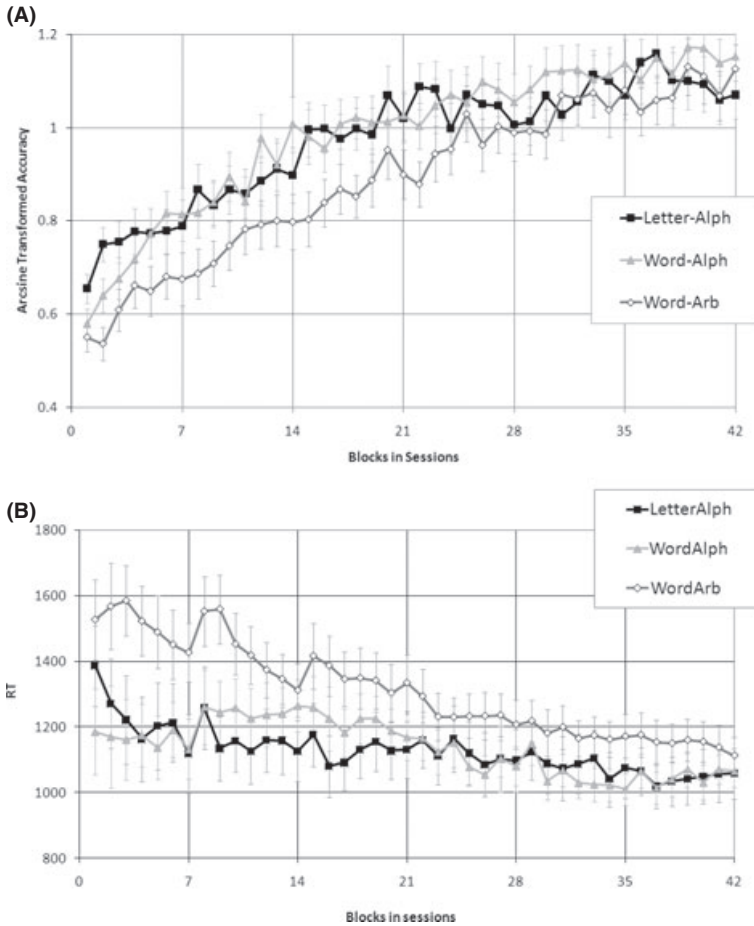 (A)
1.2
1
0.8
0.6
0.4
Arcsine Transformed Accuracy
0 7 14 21 28 35 42
Blocks in Sessions
Letter-Alph
Word-Alph
Word-Arb
(B)
1800
1600
1400
1200
1000
800
RT
0 7 14 21 28 35 42
Blocks in sessions
LetterAlph
WordAlph
WordArb